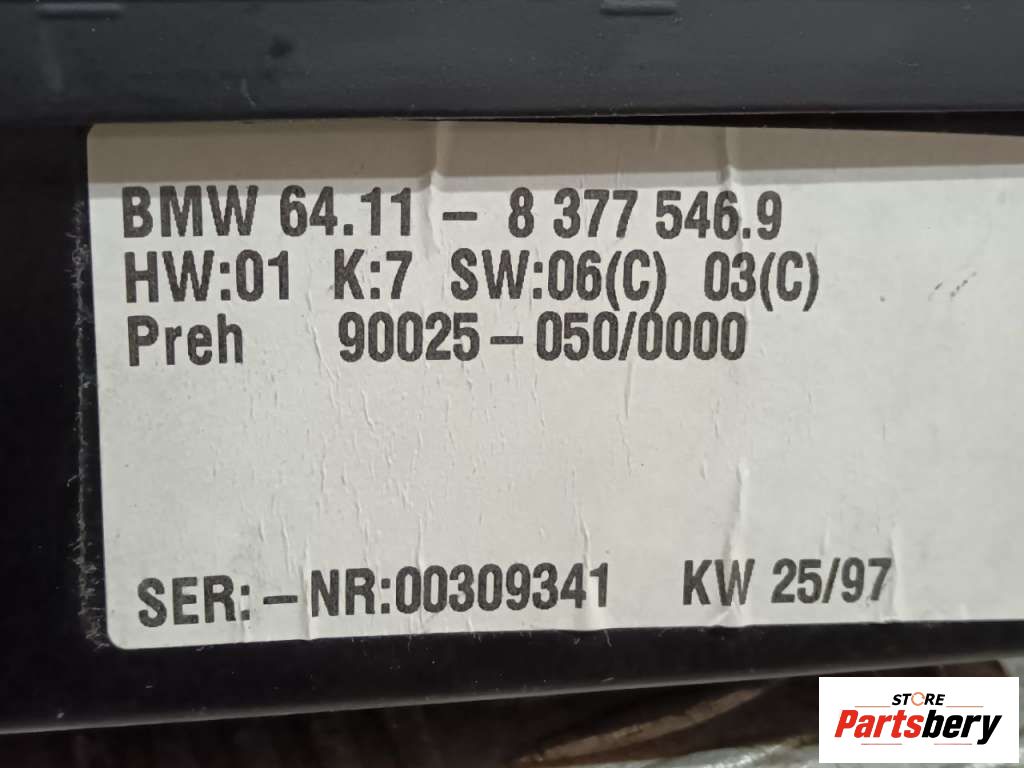 BMW 64.11 – 8 377 546.9
HW:01 K:7 SW:06(C) 03(C)
Preh 90025–050/0000
SER:–NR:00309341 KW 25/97
STORE
Partsbery